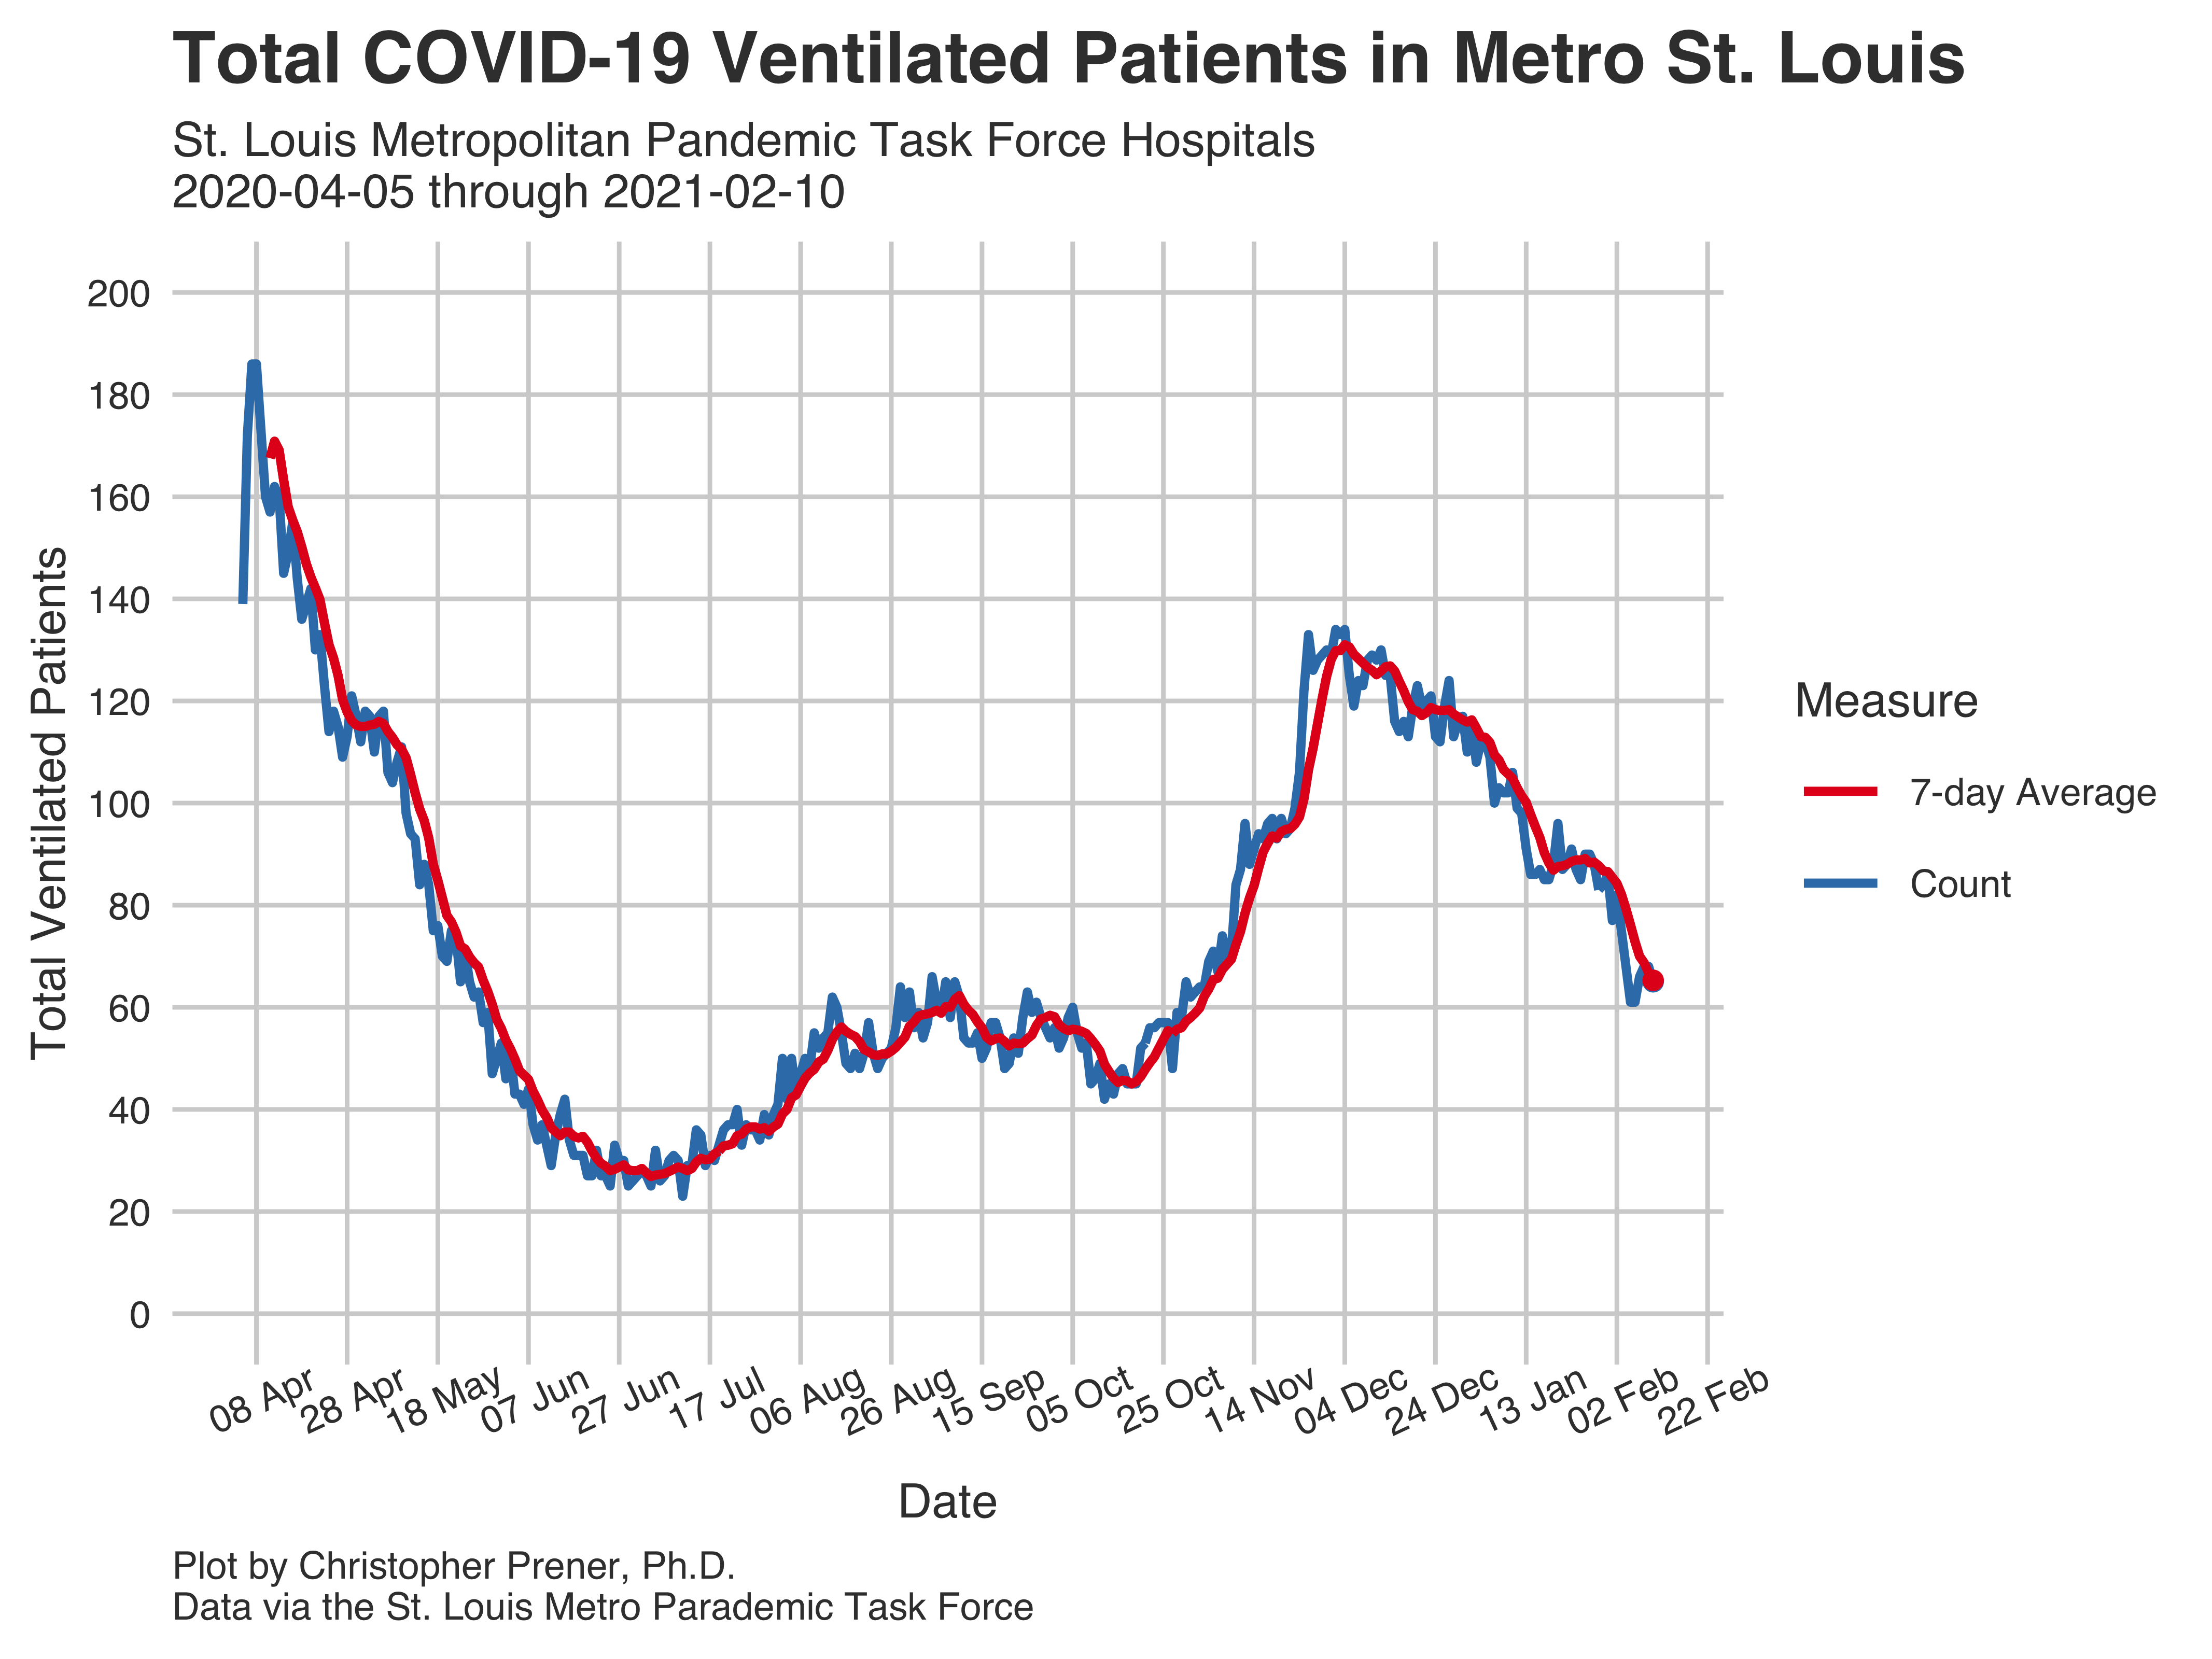 Total COVID-19 Ventilated Patients in Metro St. Louis
St. Louis Metropolitan Pandemic Task Force Hospitals
2020-04-05 through 2021-02-10
Total Ventilated Patients
200
180
160
140
120
100
80
60
40
20
0
08 Apr
28 Apr
18 May
07 Jun
27 Jun
17 Jul
06 Aug
26 Aug
15 Sep
05 Oct
25 Oct
14 Nov
04 Dec
24 Dec
13 Jan
02 Feb
22 Feb
Date
Measure
7-day Average
Count
Plot by Christopher Prener, Ph.D.
Data via the St. Louis Metro Parademic Task Force